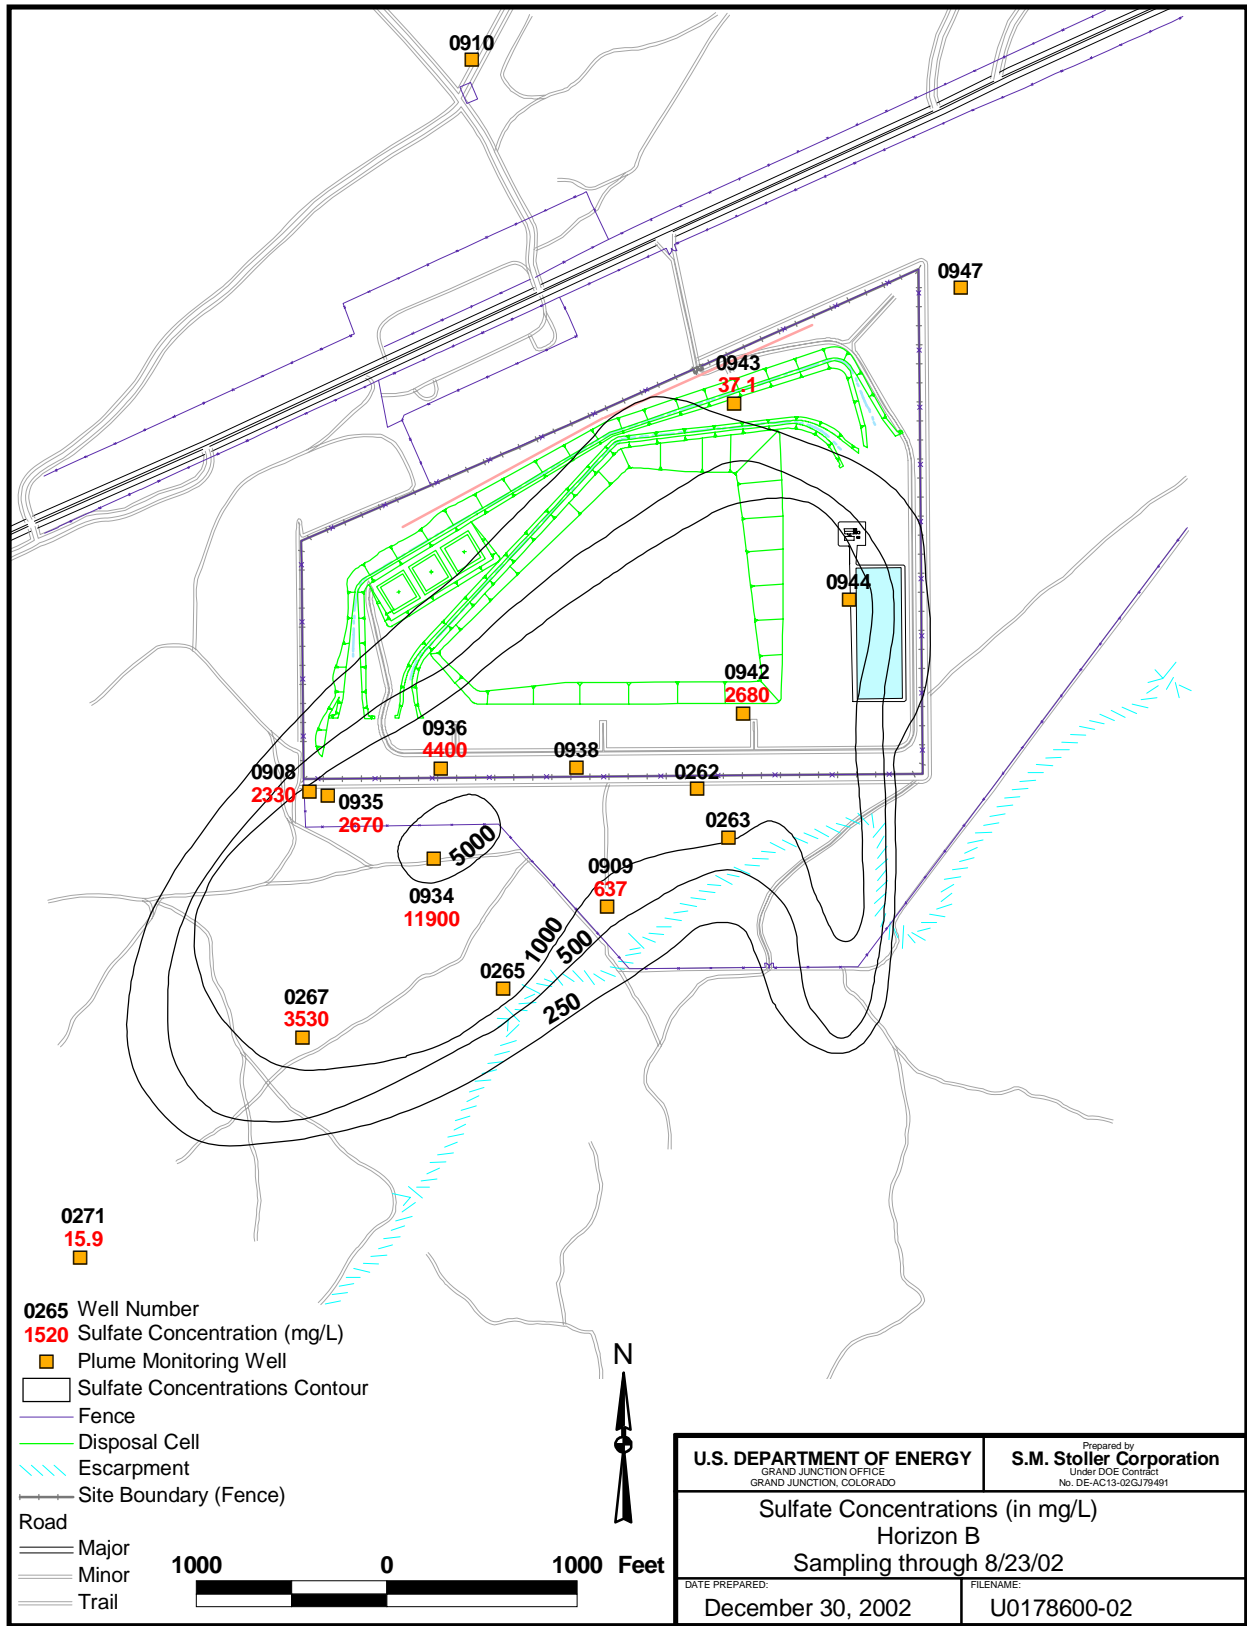 0910
0947
0943
37.1
0944
0942
2680
0936
4400
0938
0908
2330
0262
0935
2670
0263
5000
0909
637
0934
11900
1000
500
0265
250
0267
3530
0271
15.9
0265 Well Number
1520 Sulfate Concentration (mg/L)
Plume Monitoring Well
Sulfate Concentrations Contour
Fence
Disposal Cell
Escarpment
Site Boundary (Fence)
Road
Major
Minor
Trail
N
1000 0 1000 Feet
U.S. DEPARTMENT OF ENERGY
GRAND JUNCTION OFFICE
GRAND JUNCTION, COLORADO
Prepared by
S.M. Stoller Corporation
Under DOE Contract
No. DE-AC13-02GJ79491
Sulfate Concentrations (in mg/L)
Horizon B
Sampling through 8/23/02
DATE PREPARED:
December 30, 2002
FILENAME:
U0178600-02